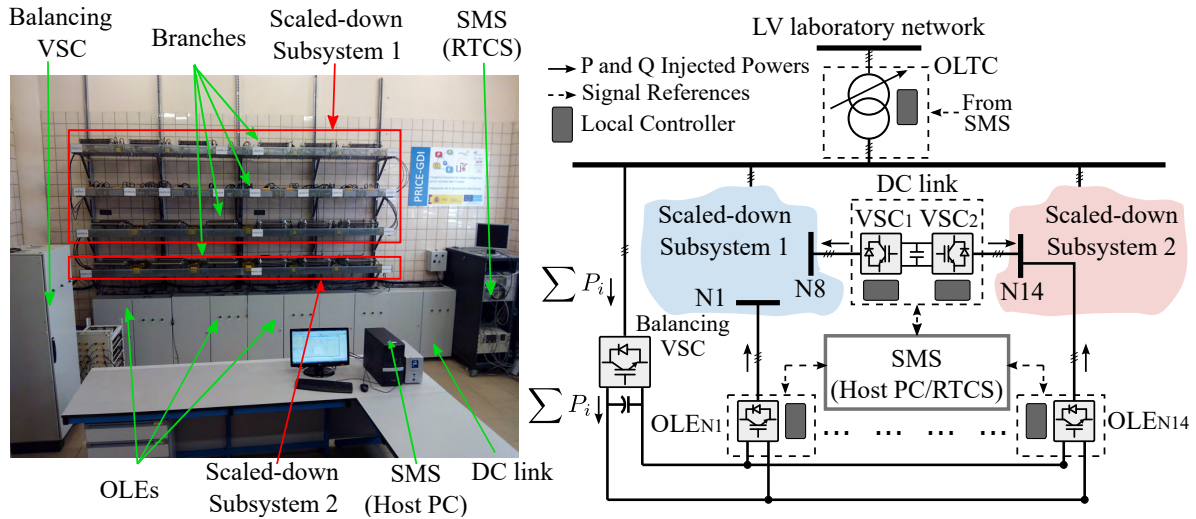 Balancing
VSC
Branches
Scaled-down
Subsystem 1
SMS
(RTCS)
PRICE-GDI
OLEs
Scaled-down
Subsystem 2
SMS
(Host PC)
DC link
LV laboratory network
P and Q Injected Powers
Signal References
Local Controller
OLTC
From
SMS
DC link
VSC1 VSC2
Scaled-down
Subsystem 1
Scaled-down
Subsystem 2
N8
N14
N1
∑ Pi
Balancing
VSC
SMS
(Host PC/RTCS)
∑ Pi
OLEN1
... ... ... ...
OLEN14